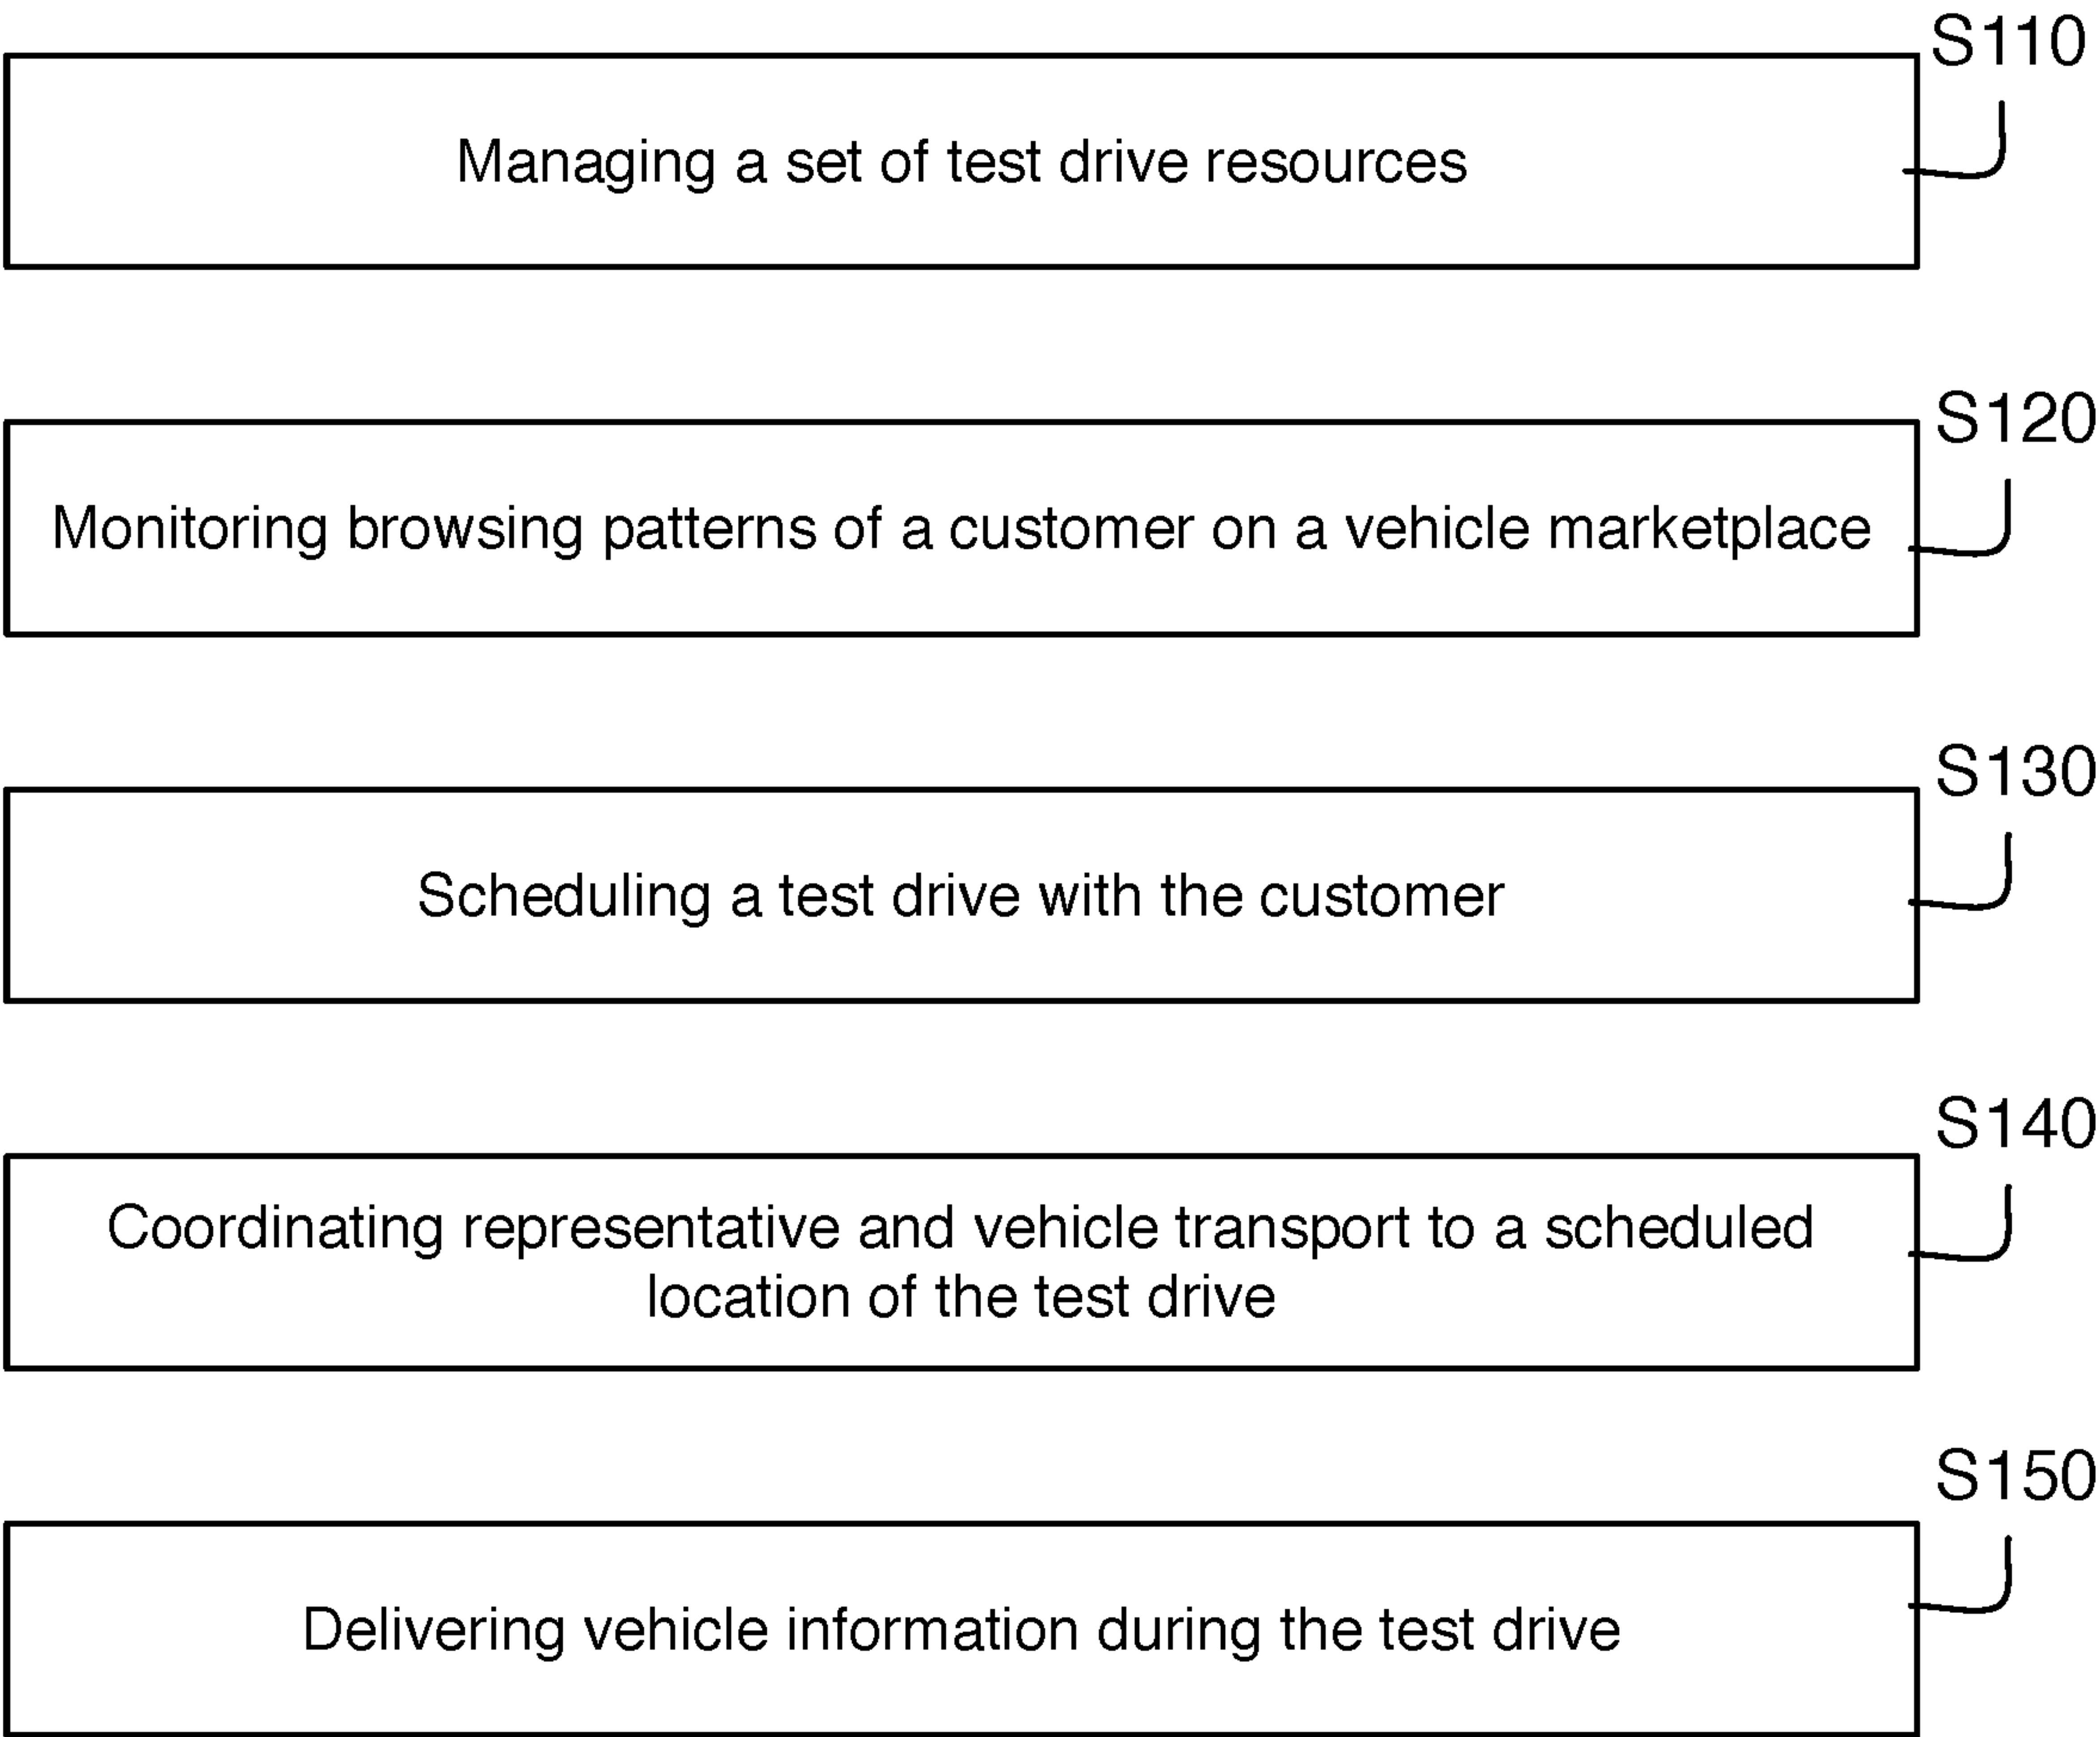 S110
Managing a set of test drive resources
S120
Monitoring browsing patterns of a customer on a vehicle marketplace
S130
Scheduling a test drive with the customer
S140
Coordinating representative and vehicle transport to a scheduled
location of the test drive
S150
Delivering vehicle information during the test drive